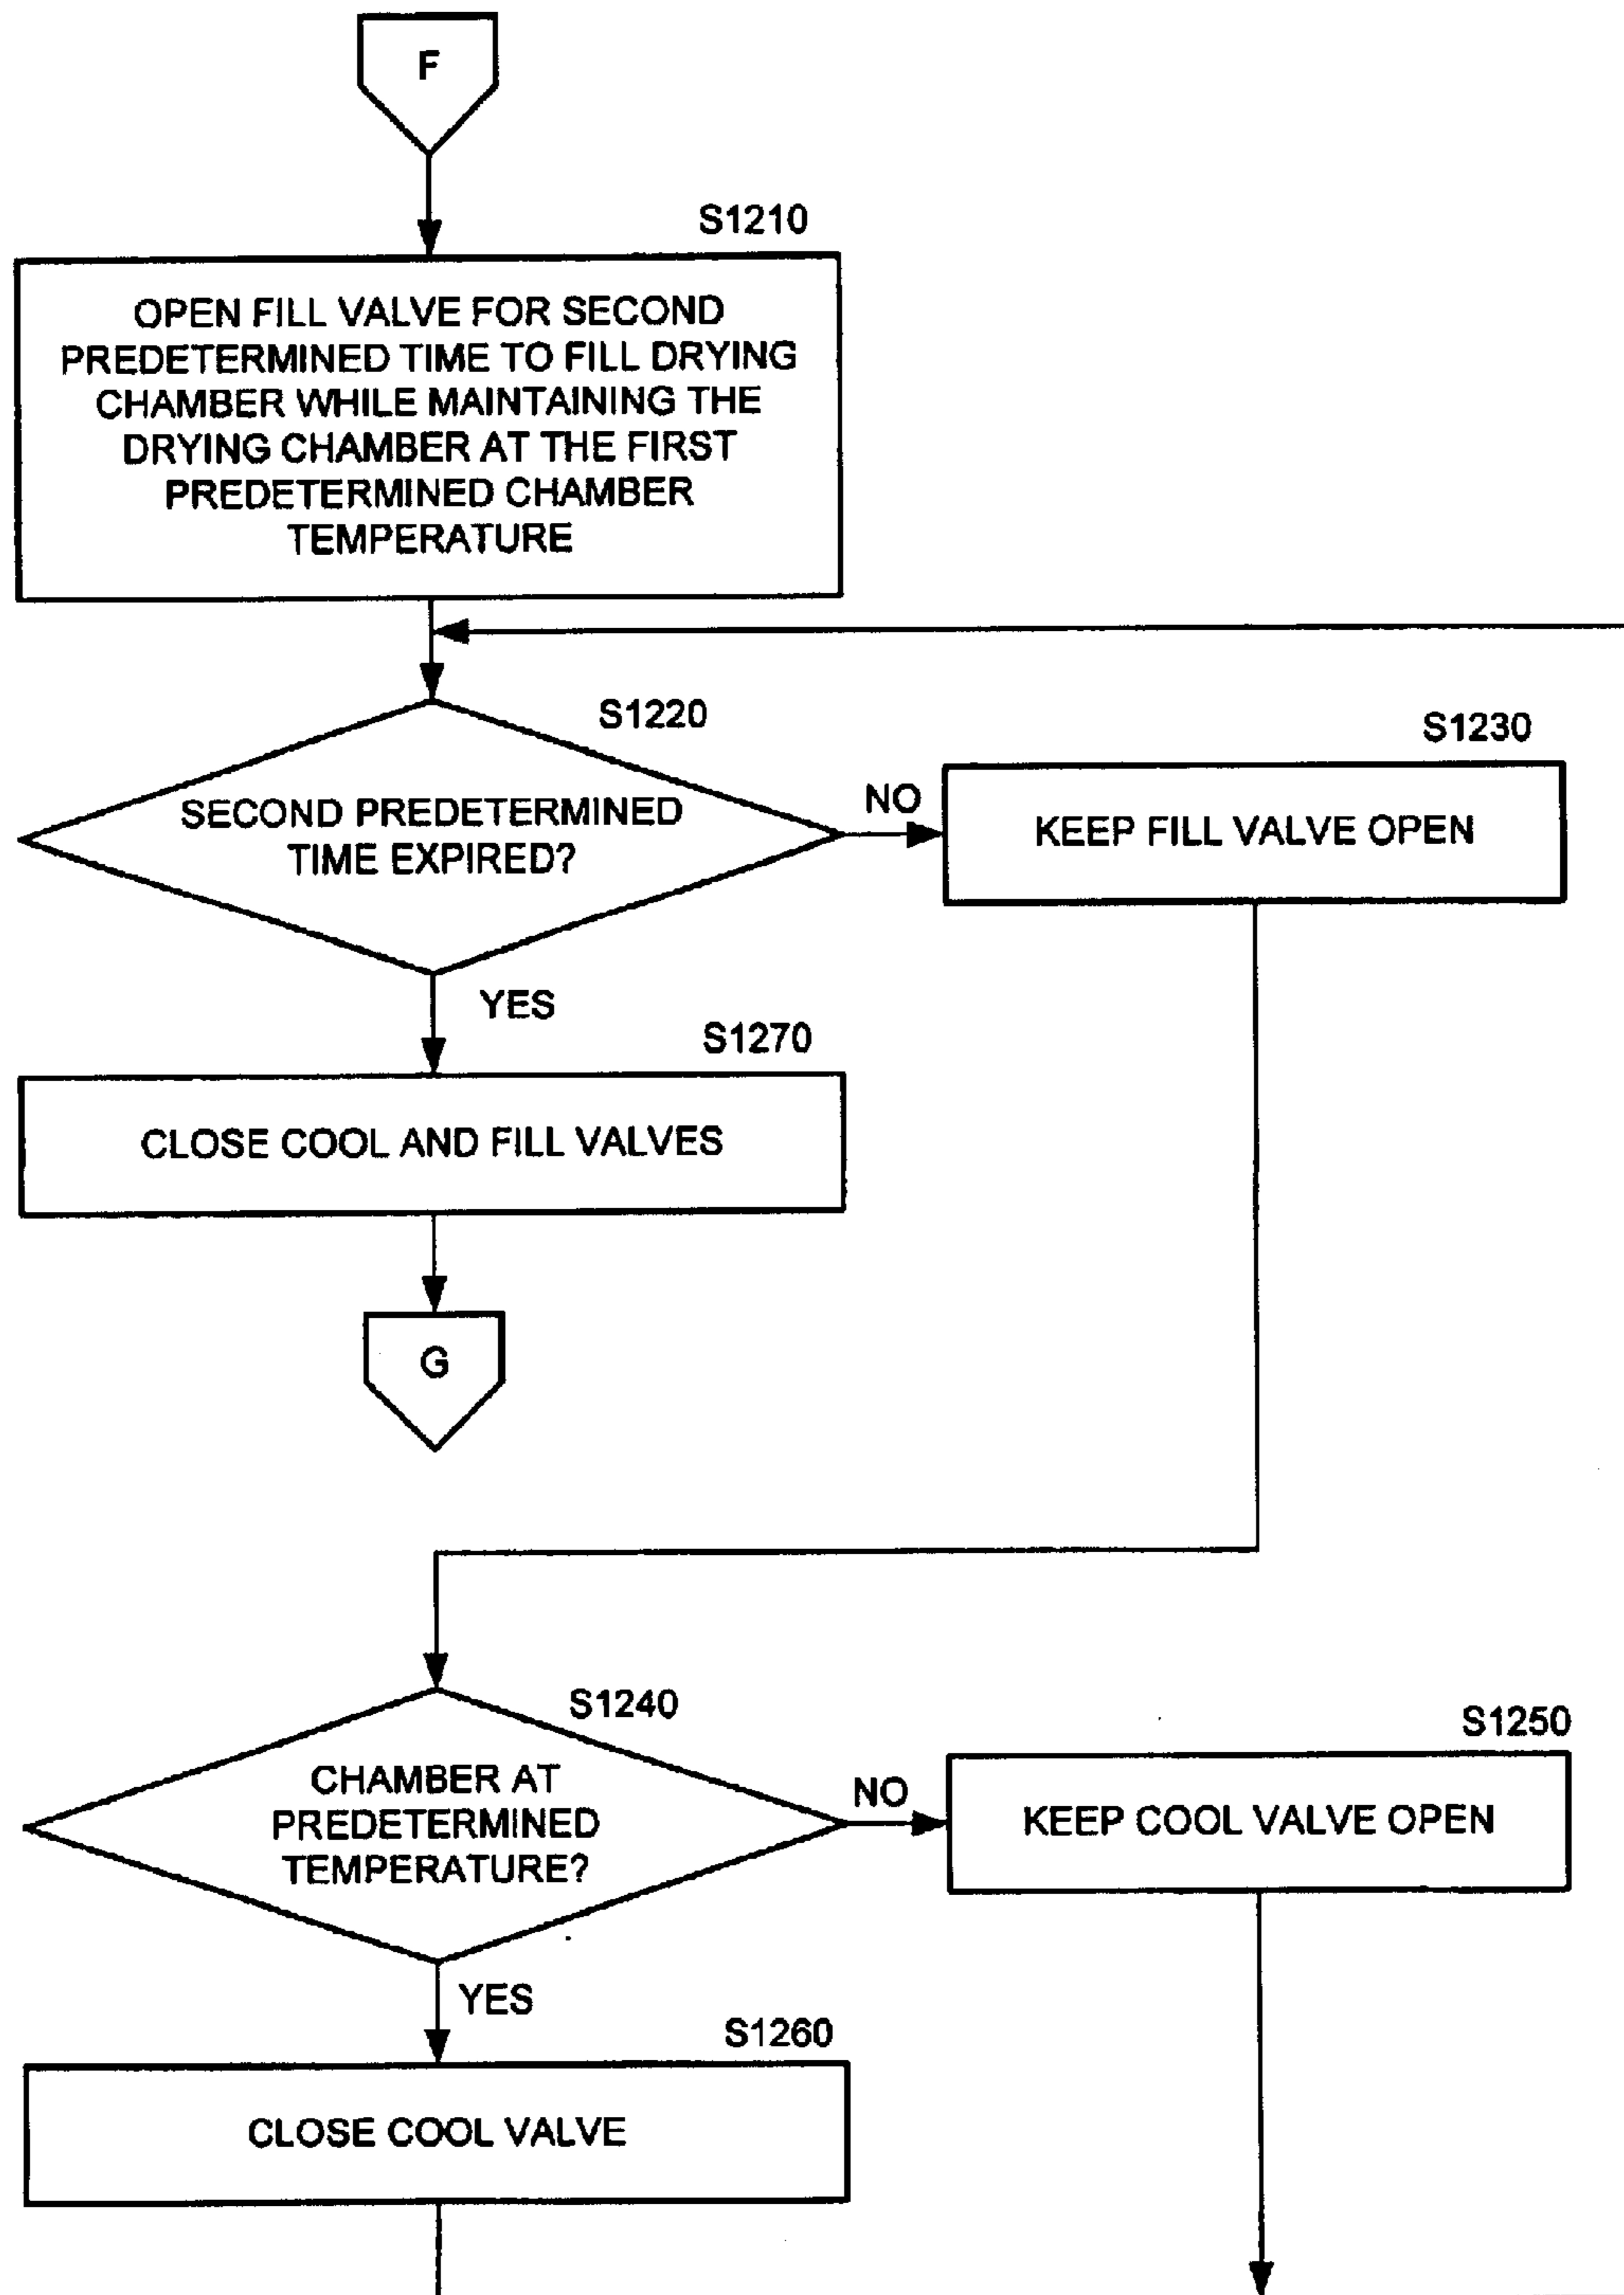 F
S1210
OPEN FILL VALVE FOR SECOND
PREDETERMINED TIME TO FILL DRYING
CHAMBER WHILE MAINTAINING THE
DRYING CHAMBER AT THE FIRST
PREDETERMINED CHAMBER
TEMPERATURE
S1220
SECOND PREDETERMINED
TIME EXPIRED?
NO
S1230
KEEP FILL VALVE OPEN
YES
S1270
CLOSE COOL AND FILL VALVES
G
S1240
CHAMBER AT
PREDETERMINED
TEMPERATURE?
NO
S1250
KEEP COOL VALVE OPEN
YES
S1260
CLOSE COOL VALVE